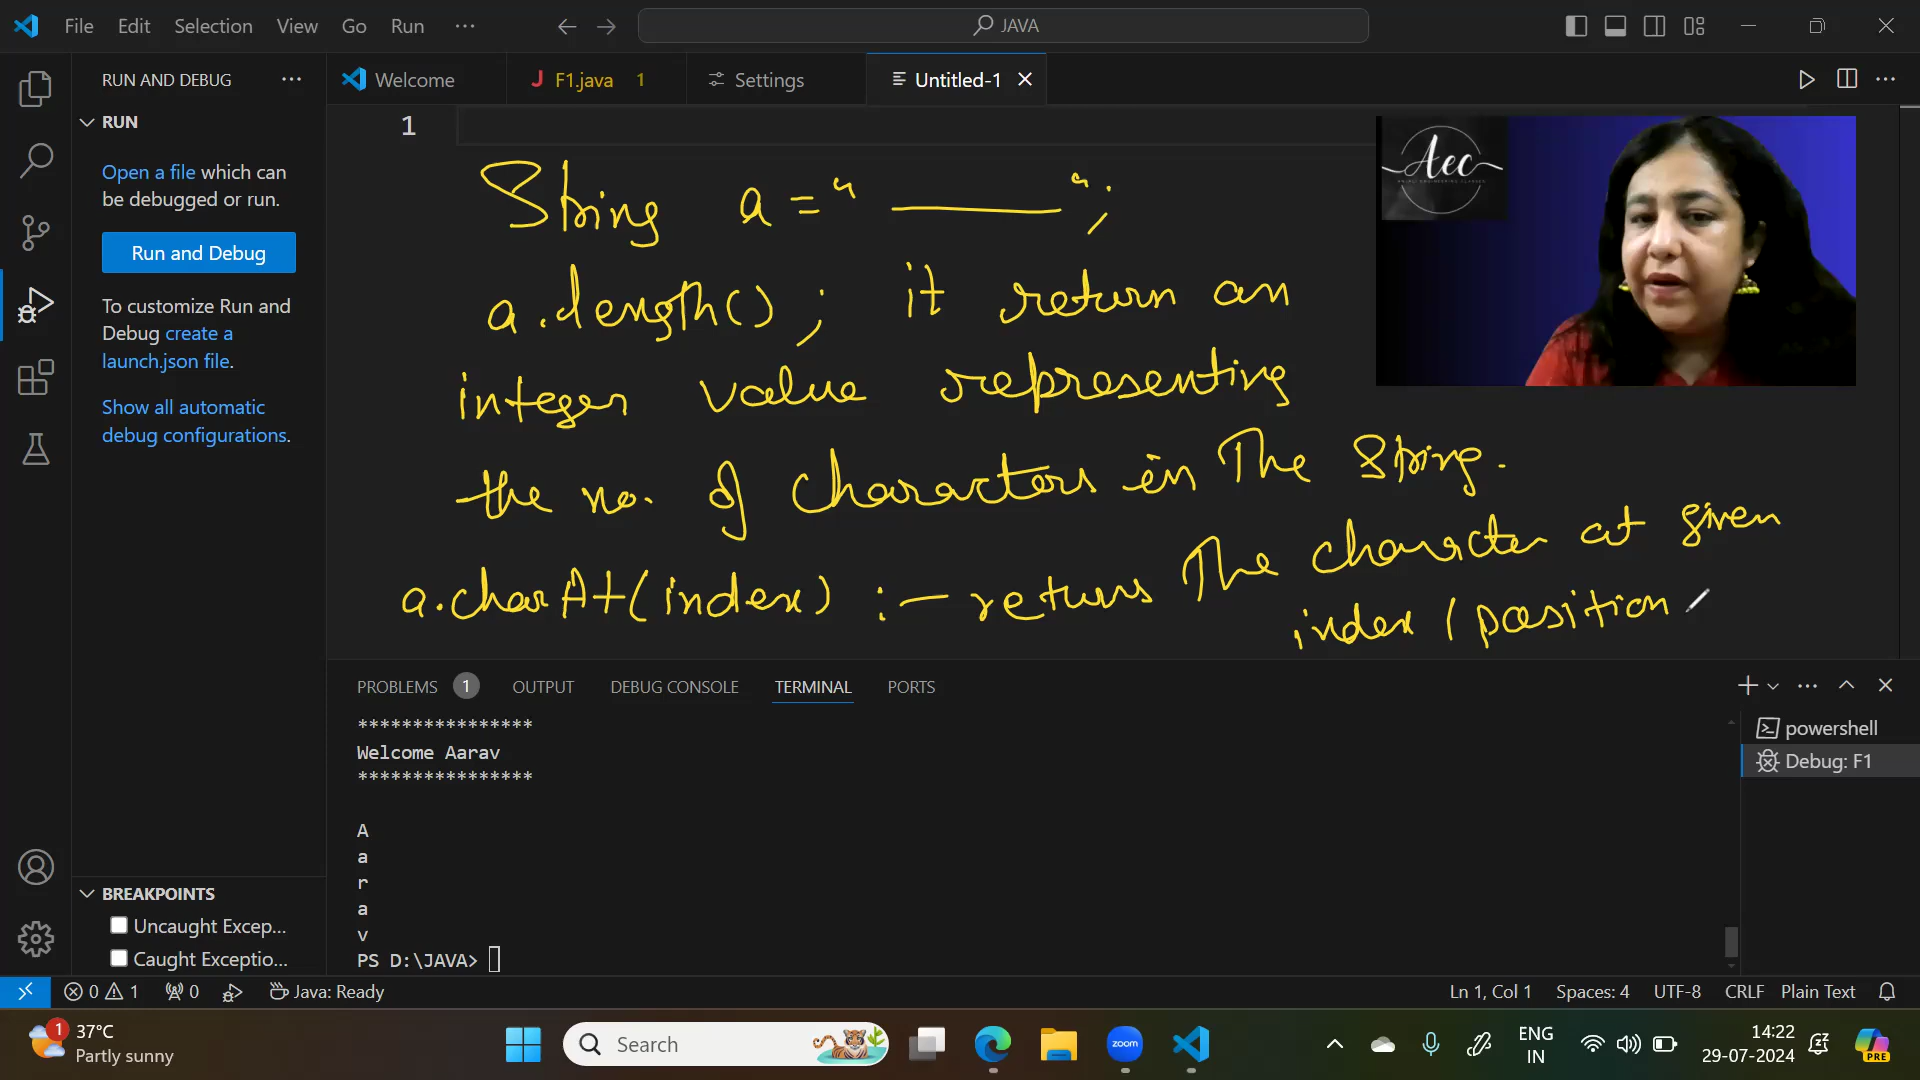 File Edit Selection View Go Run ··· JAVA
RUN AND DEBUG ···
Welcome
J F1.java 1
Settings
Untitled-1
RUN
Open a file which can
be debugged or run.
Run and Debug
To customize Run and
Debug create a
launch.json file.
Show all automatic
debug configurations.
BREAKPOINTS
Uncaught Excep...
Caught Exceptio...
1
Aec
String a = " ______ " ;
a.length() ; it return an
integer value representing
the no. of characters in The String.
a.charAt(index) :- returns The character at given
index / position
PROBLEMS 1 OUTPUT DEBUG CONSOLE TERMINAL PORTS
****************
Welcome Aarav
****************
A
a
r
a
v
PS D:\JAVA>
powershell
Debug: F1
0 1 0 Java: Ready Ln 1, Col 1 Spaces: 4 UTF-8 CRLF Plain Text
1
37°C
Partly sunny
Search
zoom
ENG
IN
14:22
29-07-2024
PRE